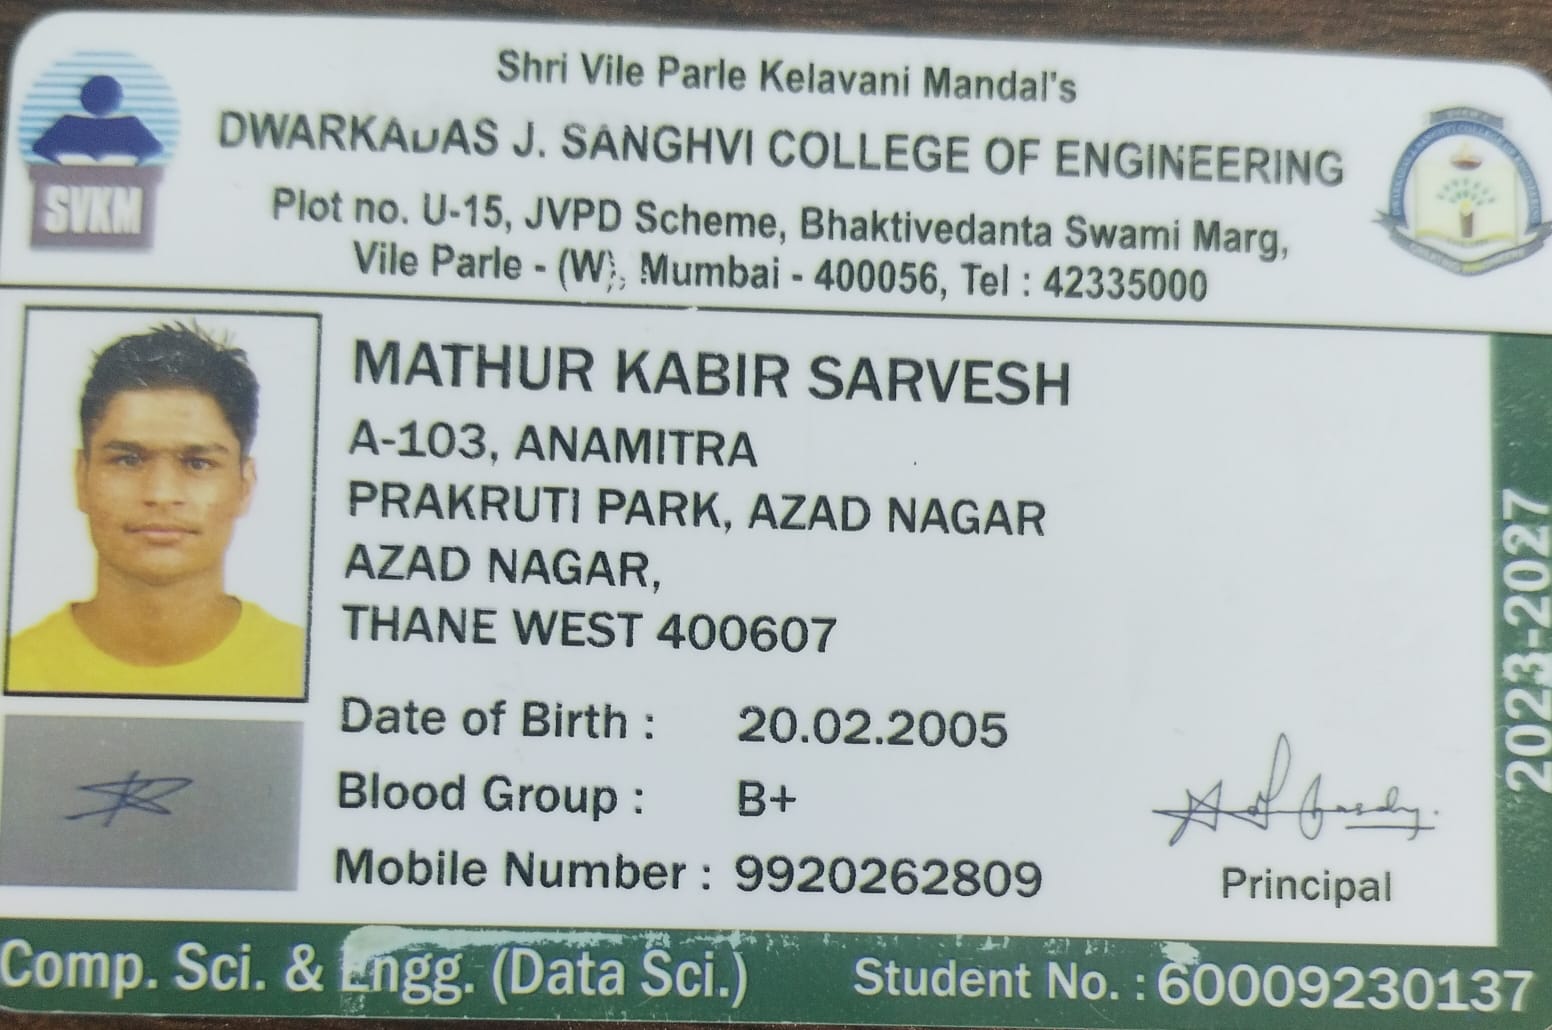 Shri Vile Parle Kelavani Mandal's
DWARKADAS J. SANGHVI COLLEGE OF ENGINEERING
Plot no. U-15, JVPD Scheme, Bhaktivedanta Swami Marg,
Vile Parle - (W), Mumbai - 400056, Tel : 42335000
SVKM
MATHUR KABIR SARVESH
A-103, ANAMITRA
PRAKRUTI PARK, AZAD NAGAR
AZAD NAGAR,
THANE WEST 400607
Date of Birth : 20.02.2005
Blood Group : B+
Mobile Number : 9920262809
Principal
2023-2027
Comp. Sci. & Engg. (Data Sci.)
Student No. : 60009230137